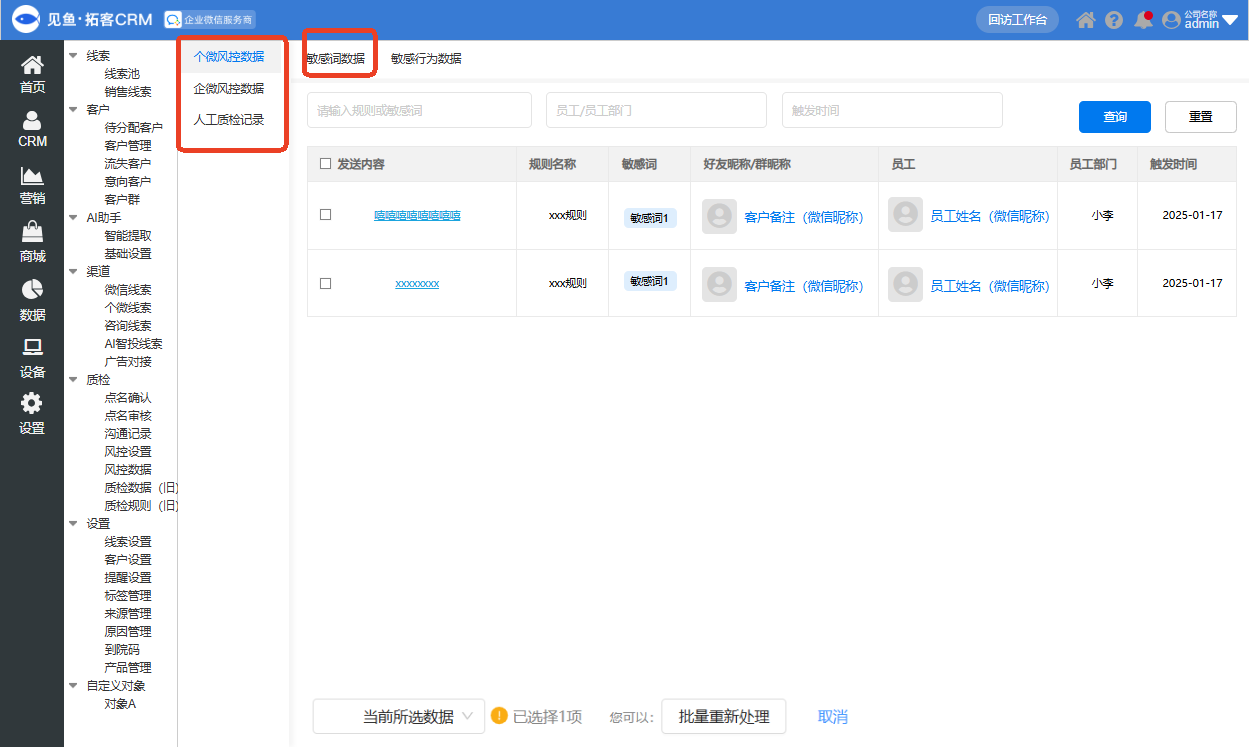 见鱼·拓客CRM 企业微信服务商 回访工作台 公司名称 admin
首页
CRM
营销
商城
数据
设备
设置
线索
线索池
销售线索
客户
待分配客户
客户管理
流失客户
意向客户
客户群
AI助手
智能提取
基础设置
渠道
微信线索
个微线索
咨询线索
AI智投线索
广告对接
质检
点名确认
点名审核
沟通记录
风控设置
风控数据
质检数据（旧）
质检规则（旧）
设置
线索设置
客户设置
提醒设置
标签管理
来源管理
原因管理
到院码
产品管理
自定义对象
对象A
个微风控数据
企微风控数据
人工质检记录
敏感词数据 敏感行为数据
请输入规则或敏感词 员工/员工部门 触发时间 查询 重置
发送内容 规则名称 敏感词 好友昵称/群昵称 员工 员工部门 触发时间
嘻嘻嘻嘻嘻嘻嘻嘻 xxx规则 敏感词1 客户备注（微信昵称） 员工姓名（微信昵称） 小李 2025-01-17
xxxxxxxx xxx规则 敏感词1 客户备注（微信昵称） 员工姓名（微信昵称） 小李 2025-01-17
当前所选数据 已选择1项 您可以: 批量重新处理 取消